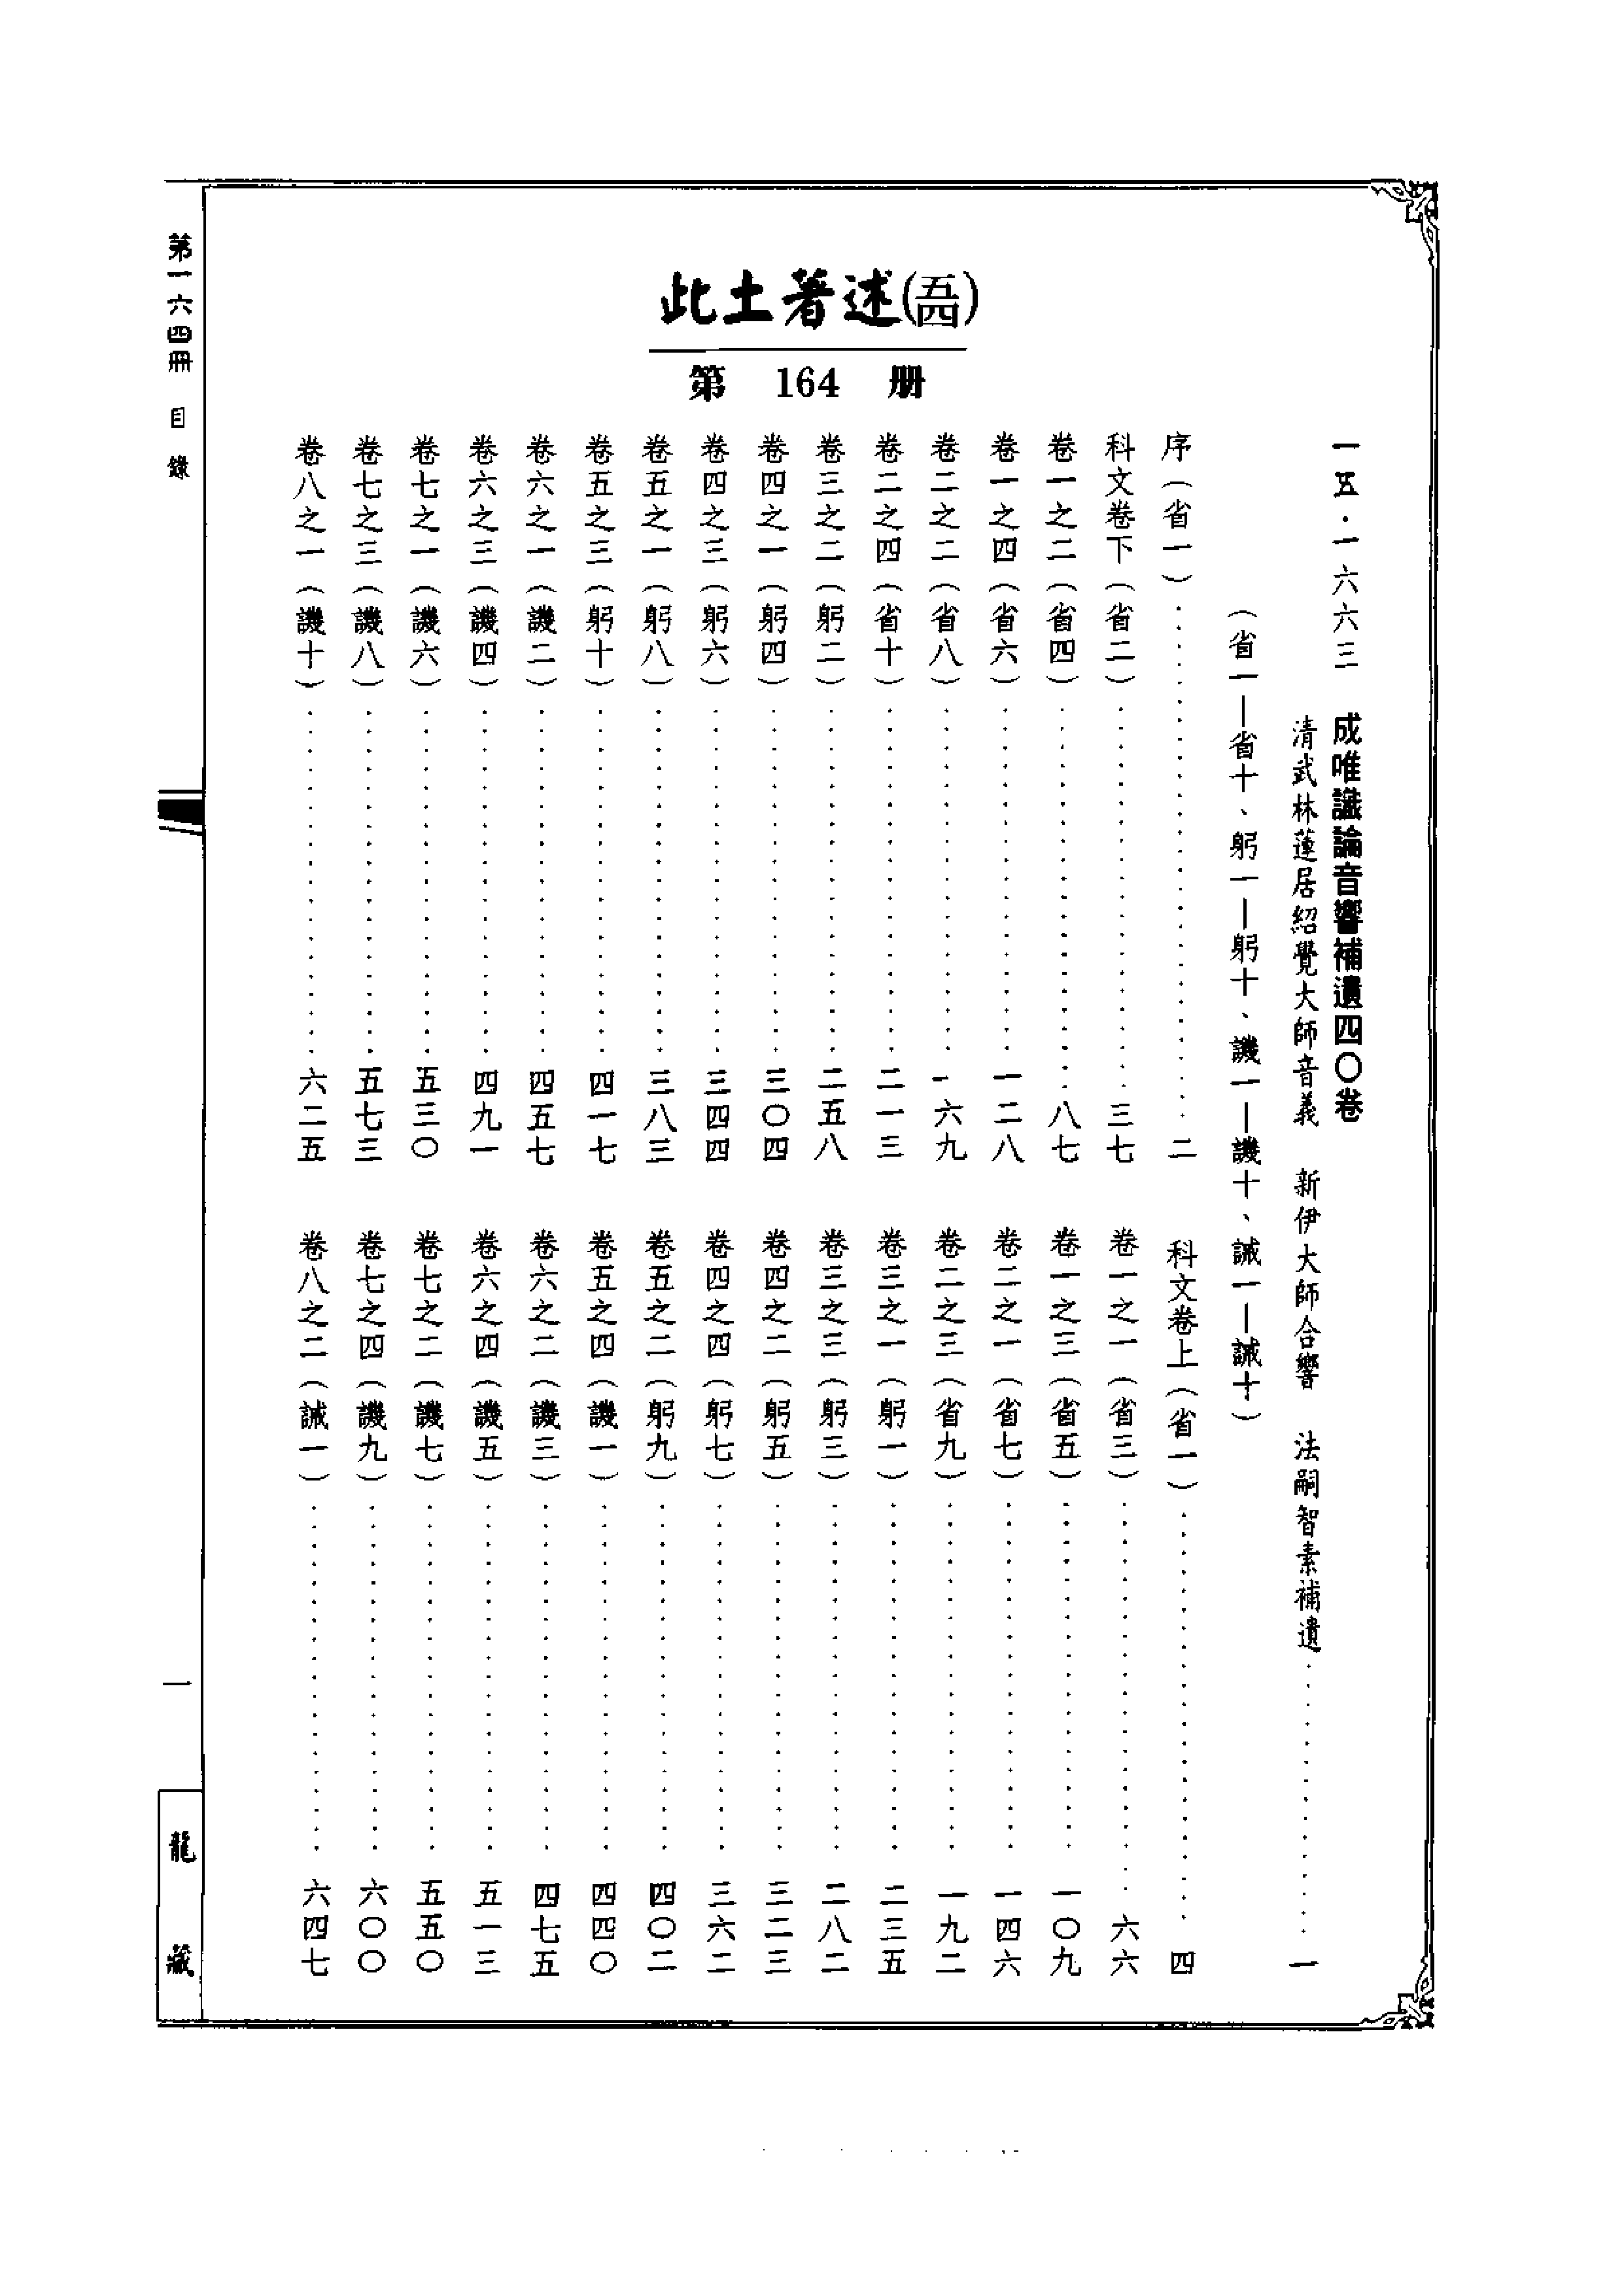 此土著述(五四)
第 164 册
一五·一六六三 成唯識論音響補遺四〇卷
清武林蓮居紹覺大師音義 新伊大師合響 法嗣智素補遺……一
（省一—省十、躬一—躬十、譏一—譏十、誡一—誡十）
序（省一）……二 科文卷上（省一）……四
科文卷下（省二）……三七 卷一之一（省三）……六六
卷一之二（省四）……八七 卷一之三（省五）……一〇九
卷一之四（省六）……一二八 卷二之一（省七）……一四六
卷二之二（省八）……一六九 卷二之三（省九）……一九二
卷二之四（省十）……二一三 卷三之一（躬一）……二三五
卷三之二（躬二）……二五八 卷三之三（躬三）……二八二
卷四之一（躬四）……三〇四 卷四之二（躬五）……三二三
卷四之三（躬六）……三四四 卷四之四（躬七）……三六二
卷五之一（躬八）……三八三 卷五之二（躬九）……四〇二
卷五之三（躬十）……四一七 卷五之四（譏一）……四四〇
卷六之一（譏二）……四五七 卷六之二（譏三）……四七五
卷六之三（譏四）……四九一 卷六之四（譏五）……五一三
卷七之一（譏六）……五三〇 卷七之二（譏七）……五五〇
卷七之三（譏八）……五七三 卷七之四（譏九）……六〇〇
卷八之一（譏十）……六二五 卷八之二（誡一）……六四七
第一六四冊 目錄 一 龍藏